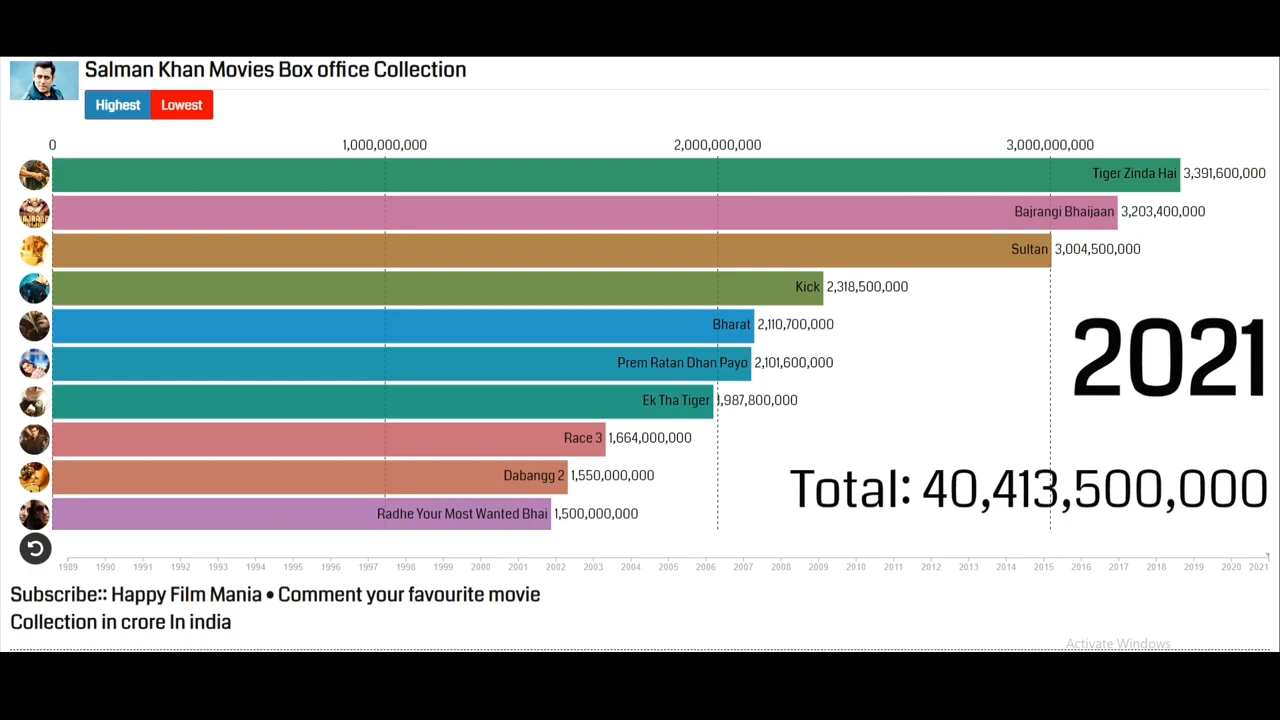 Salman Khan Movies Box office Collection
Highest Lowest
0 1,000,000,000 2,000,000,000 3,000,000,000
Tiger Zinda Hai 3,391,600,000
Bajrangi Bhaijaan 3,203,400,000
Sultan 3,004,500,000
Kick 2,318,500,000
Bharat 2,110,700,000
Prem Ratan Dhan Payo 2,101,600,000
Ek Tha Tiger 1,987,800,000
Race 3 1,664,000,000
Dabangg 2 1,550,000,000
Radhe Your Most Wanted Bhai 1,500,000,000
2021
Total: 40,413,500,000
1989 1990 1991 1992 1993 1994 1995 1996 1997 1998 1999 2000 2001 2002 2003 2004 2005 2006 2007 2008 2009 2010 2011 2012 2013 2014 2015 2016 2017 2018 2019 2020 2021
Subscribe:: Happy Film Mania • Comment your favourite movie
Collection in crore In india
Activate Windows